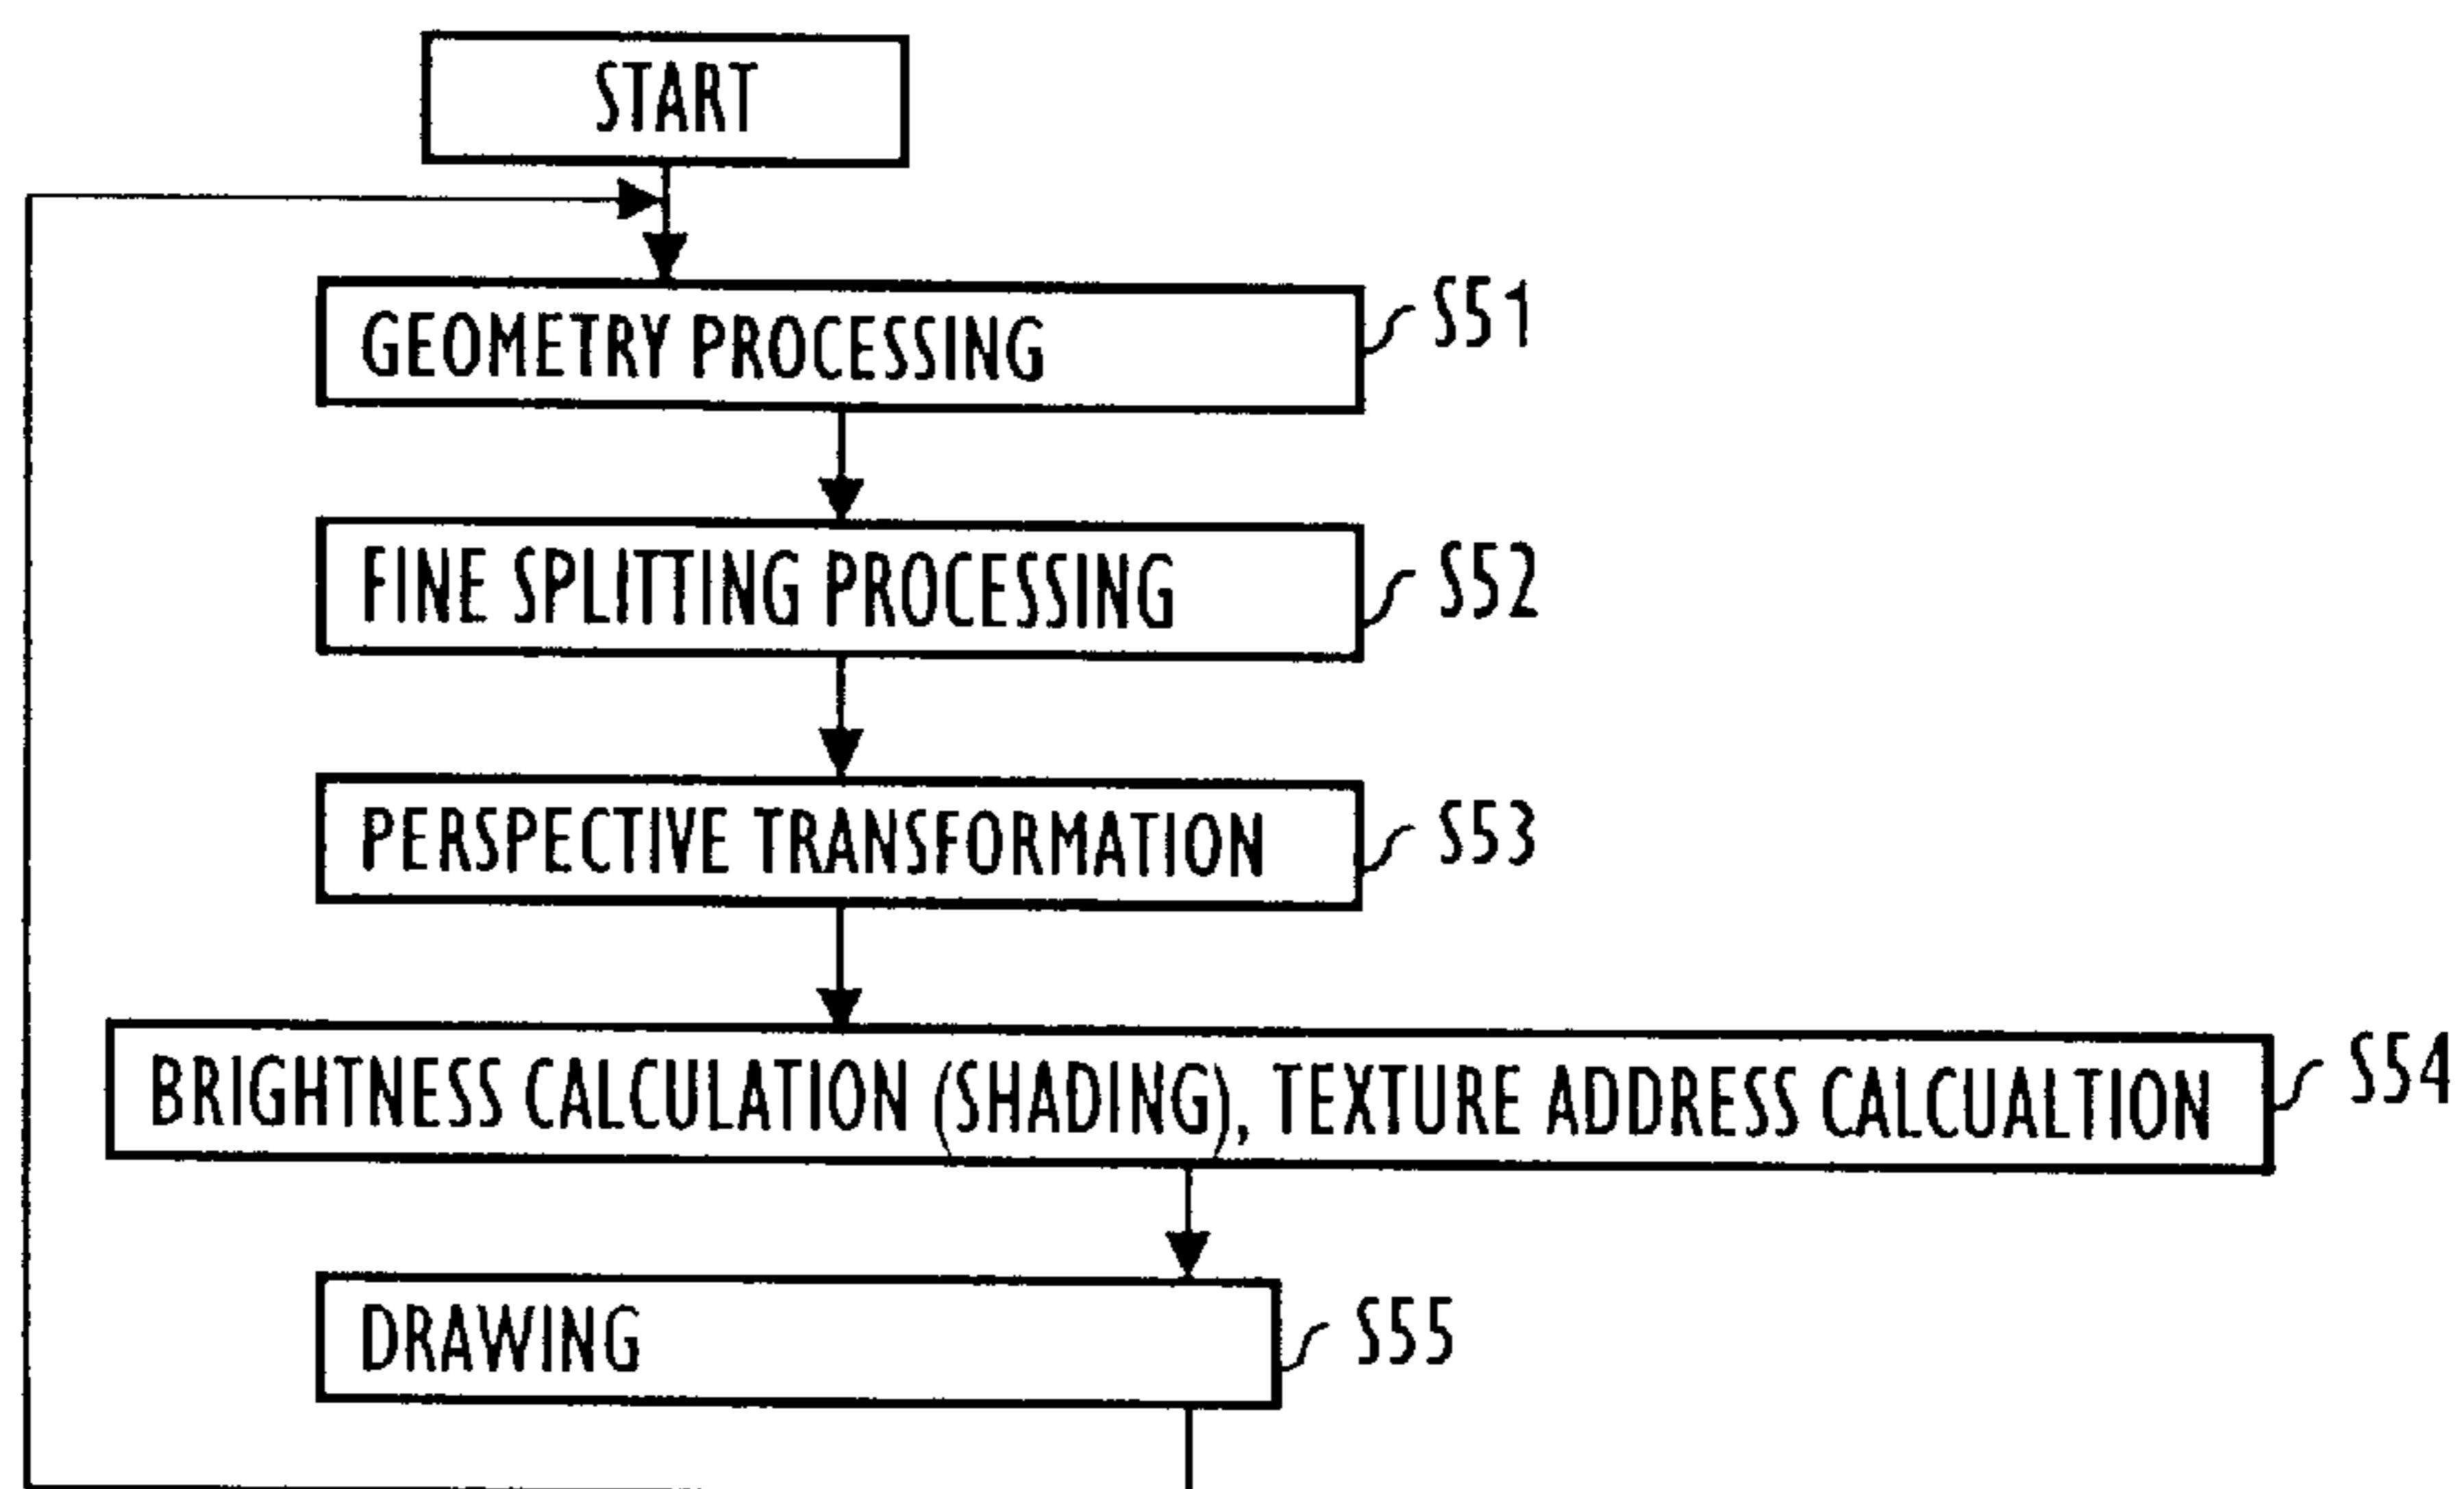 START
GEOMETRY PROCESSING
S51
FINE SPLITTING PROCESSING
S52
PERSPECTIVE TRANSFORMATION
S53
BRIGHTNESS CALCULATION (SHADING), TEXTURE ADDRESS CALCUALTION
S54
DRAWING
S55